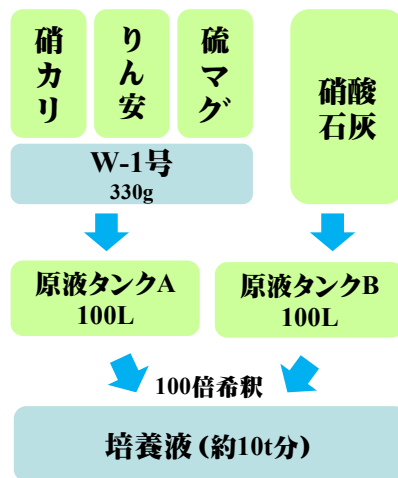 硝カリ
りん安
硫マグ
硝酸
石灰
W-1号
330g
原液タンクA
100L
原液タンクB
100L
100倍希釈
培養液（約10t分）